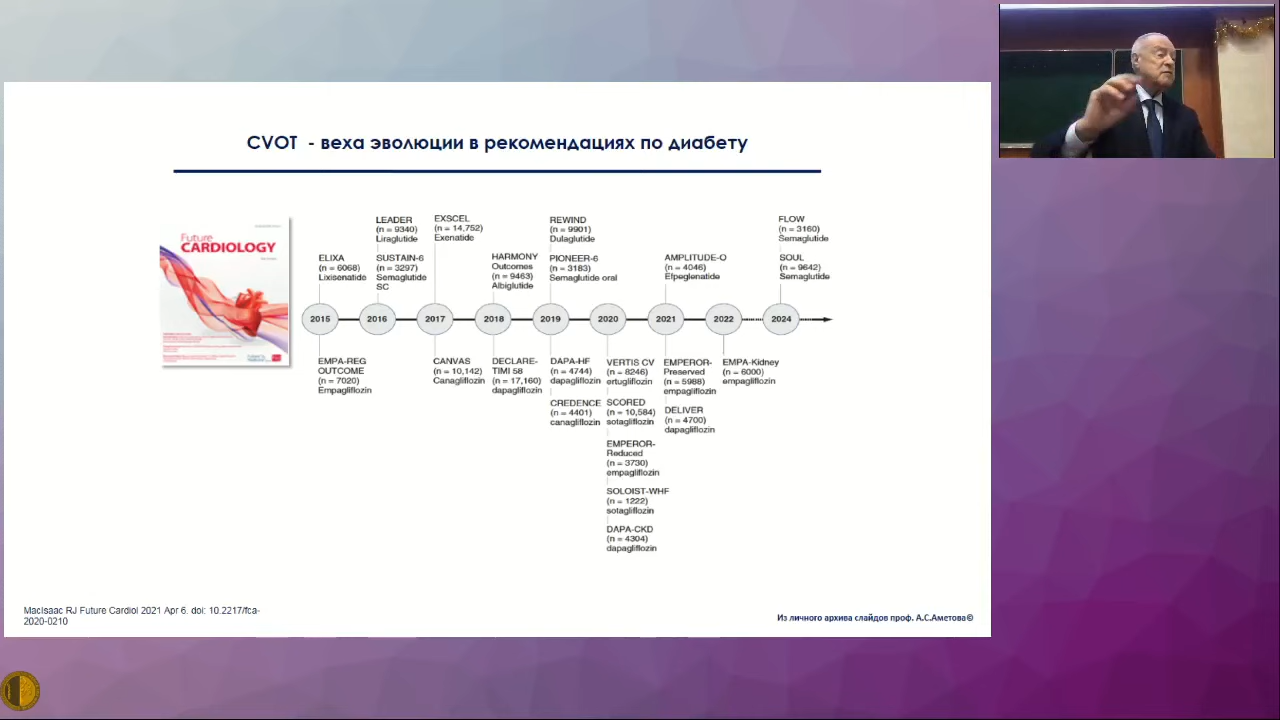 CVOT - веха эволюции в рекомендациях по диабету
Future
CARDIOLOGY
ELIXA
(n = 6068)
Lixisenatide
LEADER
(n = 9340)
Liraglutide
SUSTAIN-6
(n = 3297)
Semaglutide
SC
EXSCEL
(n = 14,752)
Exenatide
HARMONY
Outcomes
(n = 9463)
Albiglutide
REWIND
(n = 9901)
Dulaglutide
PIONEER-6
(n = 3183)
Semaglutide oral
AMPLITUDE-O
(n = 4046)
Efpeglenatide
FLOW
(n = 3160)
Semaglutide
SOUL
(n = 9642)
Semaglutide
2015 2016 2017 2018 2019 2020 2021 2022 2024
EMPA-REG
OUTCOME
(n = 7020)
Empagliflozin
CANVAS
(n = 10,142)
Canagliflozin
DECLARE-
TIMI 58
(n = 17,160)
dapagliflozin
DAPA-HF
(n = 4744)
dapagliflozin
CREDENCE
(n = 4401)
canagliflozin
VERTIS CV
(n = 8246)
ertugliflozin
SCORED
(n = 10,584)
sotagliflozin
EMPEROR-
Reduced
(n = 3730)
empagliflozin
SOLOIST-WHF
(n = 1222)
sotagliflozin
DAPA-CKD
(n = 4304)
dapagliflozin
EMPEROR-
Preserved
(n = 5988)
empagliflozin
DELIVER
(n = 4700)
dapagliflozin
EMPA-Kidney
(n = 6000)
empagliflozin
MacIsaac RJ Future Cardiol 2021 Apr 6. doi: 10.2217/fca-
2020-0210
Из личного архива слайдов проф. А.С.Аметова©